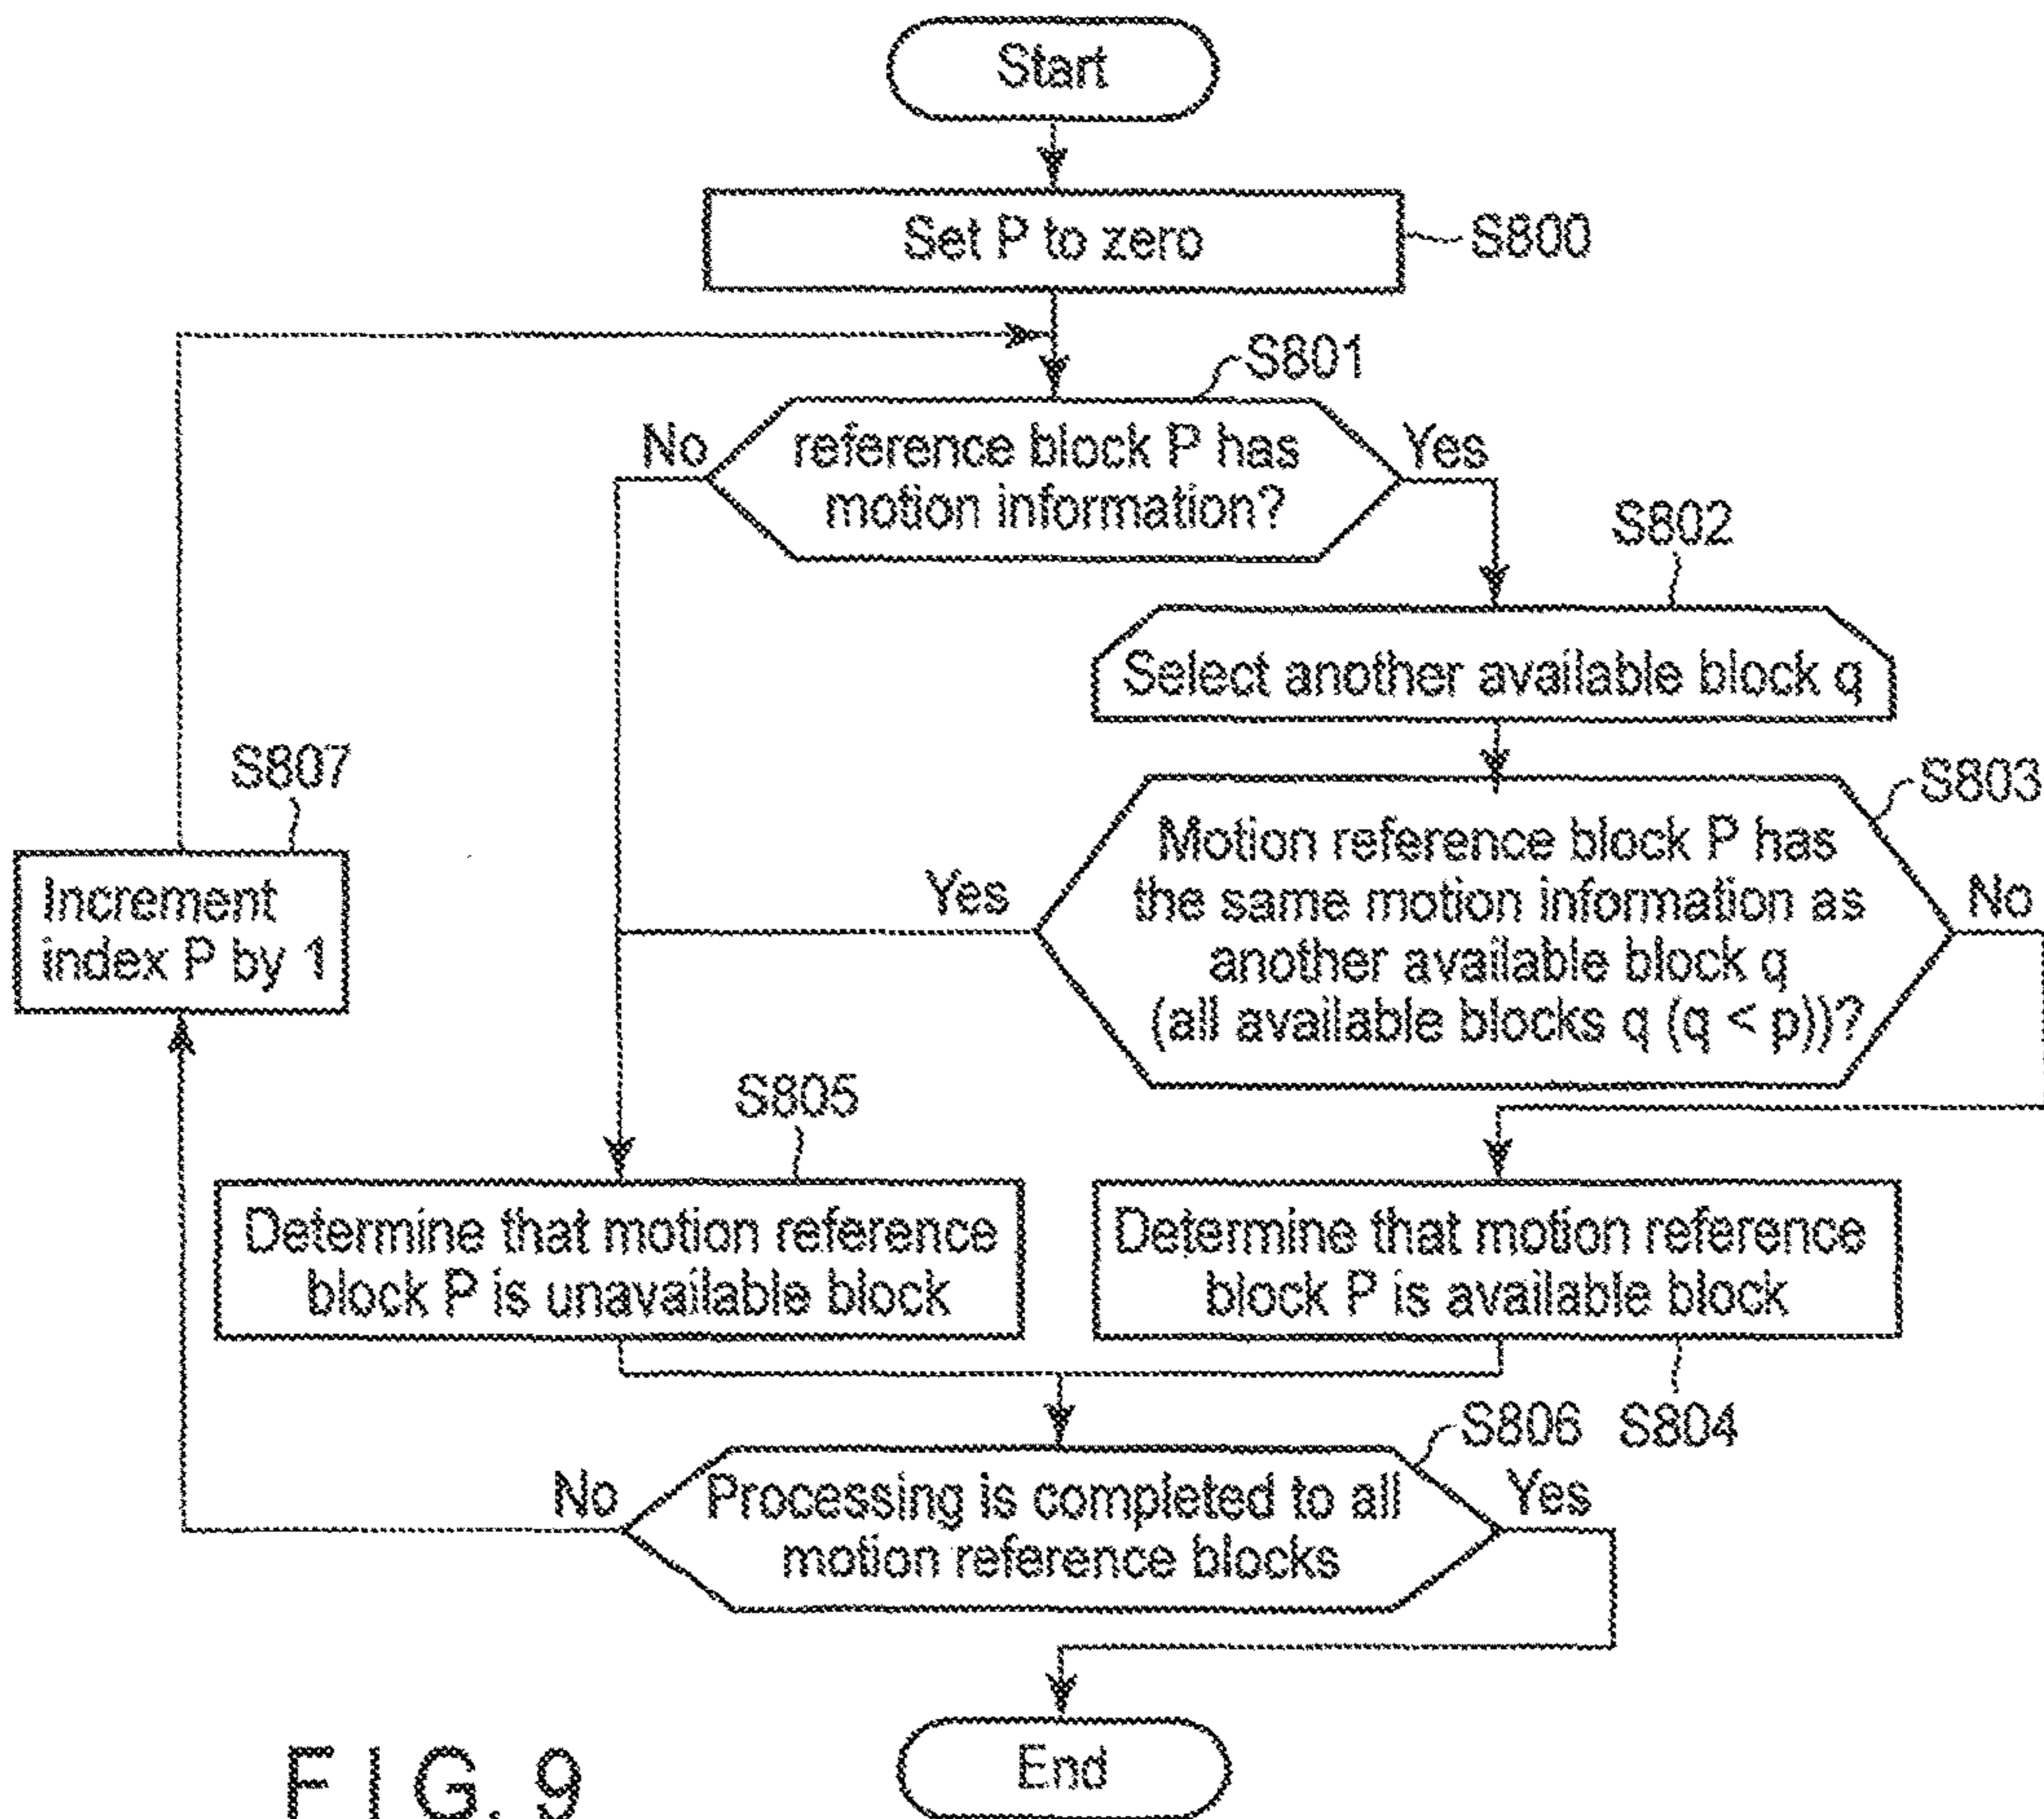 Start
Set P to zero
S800
S801
No
reference block P has
motion information?
Yes
S802
Select another available block q
S807
Increment
index P by 1
S803
Yes
Motion reference block P has
the same motion information as
another available block q
(all available blocks q (q < p))?
No
S805
Determine that motion reference
block P is unavailable block
Determine that motion reference
block P is available block
S806
S804
No
Processing is completed to all
motion reference blocks
Yes
End
FIG. 9